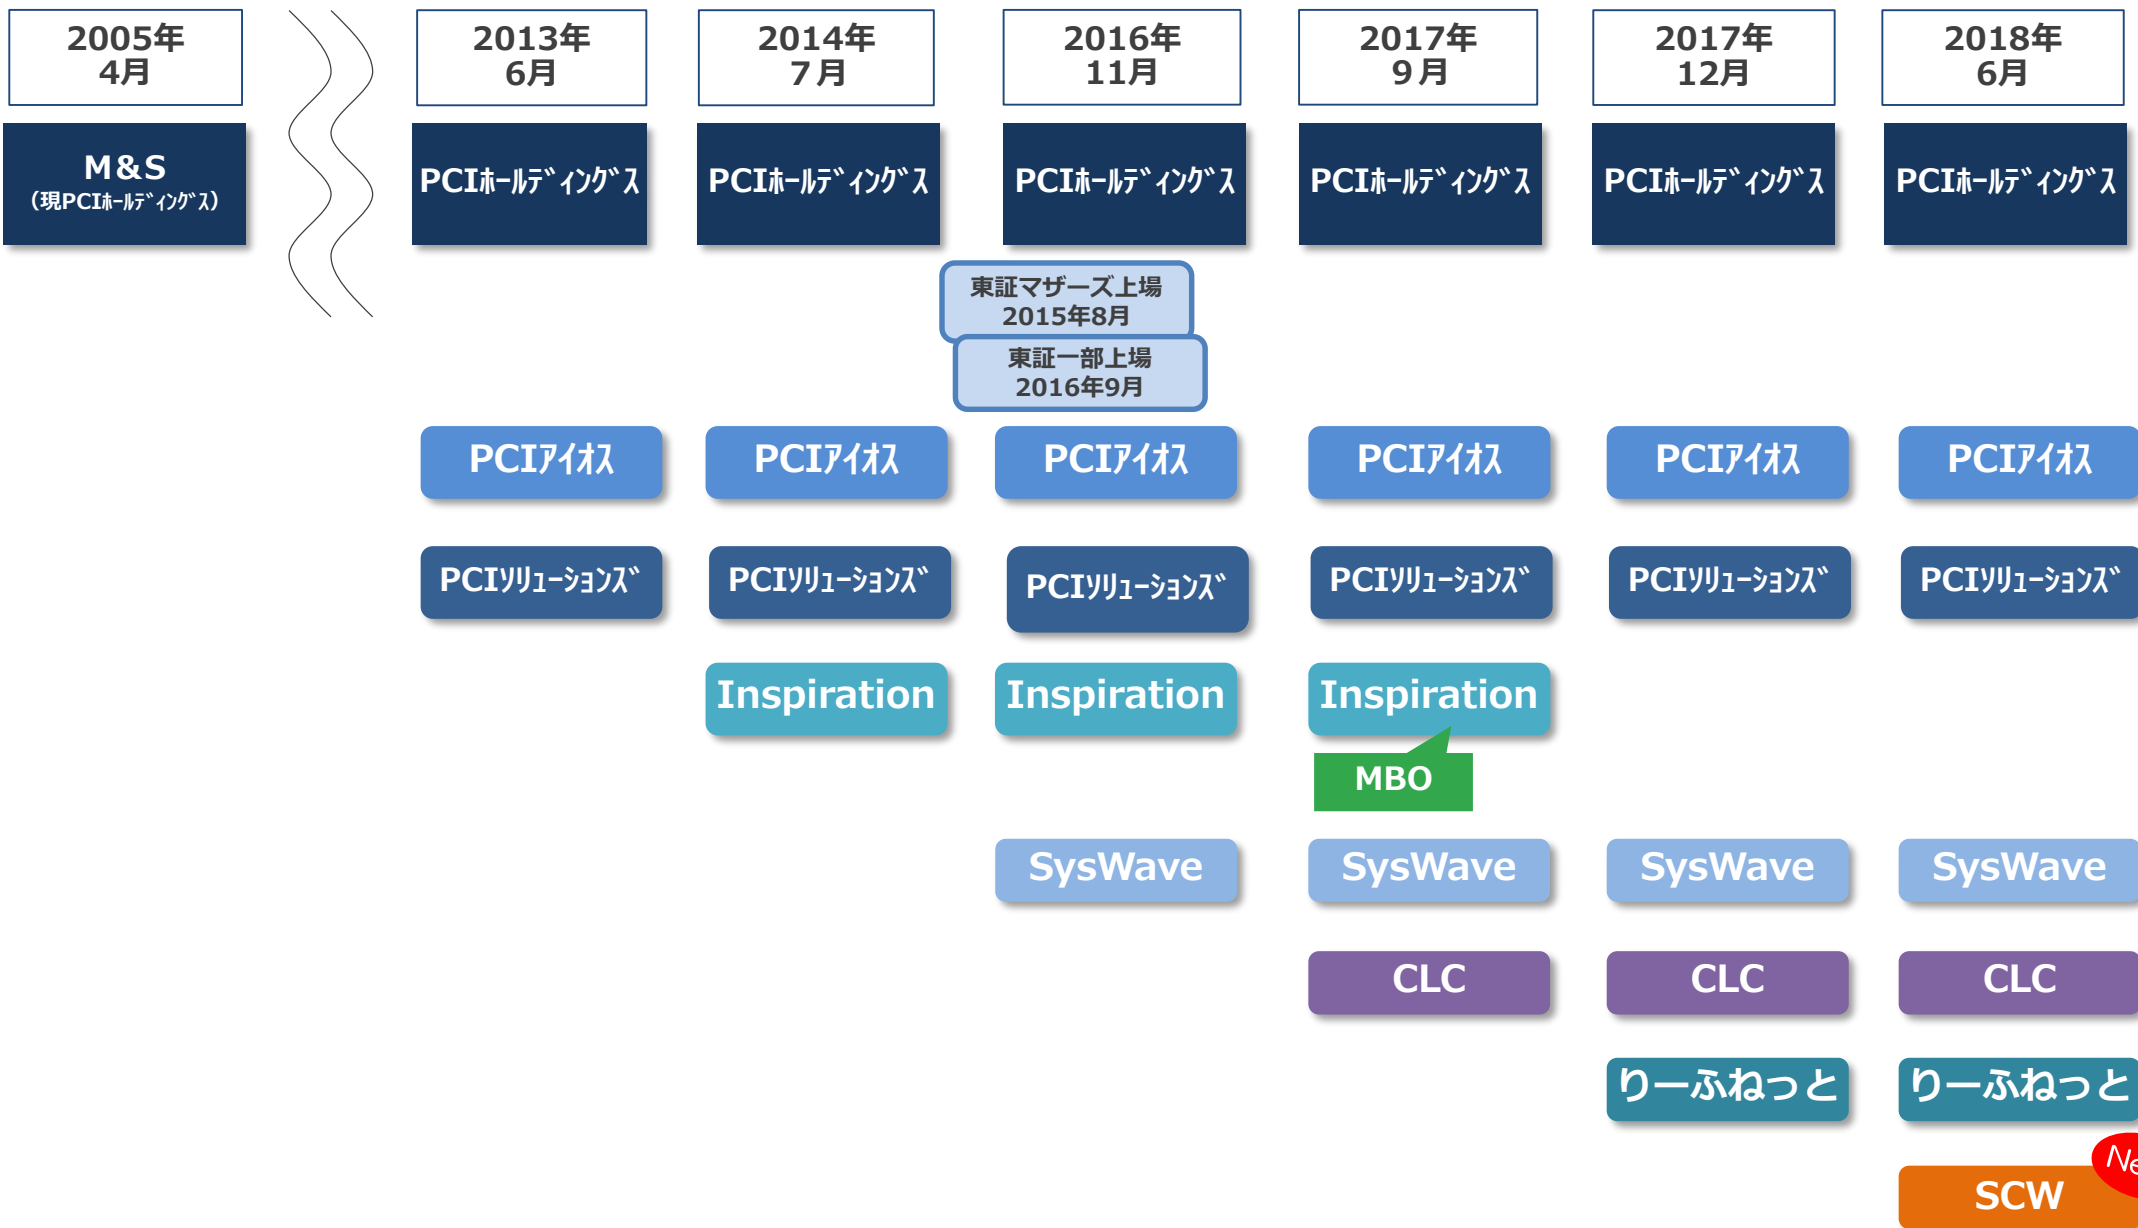 2005年
4月
2013年
6月
2014年
７月
2016年
11月
2017年
９月
2017年
12月
2018年
6月
M&S
（現PCIﾎｰﾙﾃﾞｨﾝｸﾞｽ）
PCIﾎｰﾙﾃﾞｨﾝｸﾞｽ
PCIﾎｰﾙﾃﾞｨﾝｸﾞｽ
PCIﾎｰﾙﾃﾞｨﾝｸﾞｽ
PCIﾎｰﾙﾃﾞｨﾝｸﾞｽ
PCIﾎｰﾙﾃﾞｨﾝｸﾞｽ
PCIﾎｰﾙﾃﾞｨﾝｸﾞｽ
東証マザーズ上場
2015年8月
東証一部上場
2016年9月
PCIｱｲｵｽ
PCIｱｲｵｽ
PCIｱｲｵｽ
PCIｱｲｵｽ
PCIｱｲｵｽ
PCIｱｲｵｽ
PCIｿﾘｭｰｼｮﾝｽﾞ
PCIｿﾘｭｰｼｮﾝｽﾞ
PCIｿﾘｭｰｼｮﾝｽﾞ
PCIｿﾘｭｰｼｮﾝｽﾞ
PCIｿﾘｭｰｼｮﾝｽﾞ
PCIｿﾘｭｰｼｮﾝｽﾞ
Inspiration
Inspiration
Inspiration
MBO
SysWave
SysWave
SysWave
SysWave
CLC
CLC
CLC
りーふねっと
りーふねっと
SCW